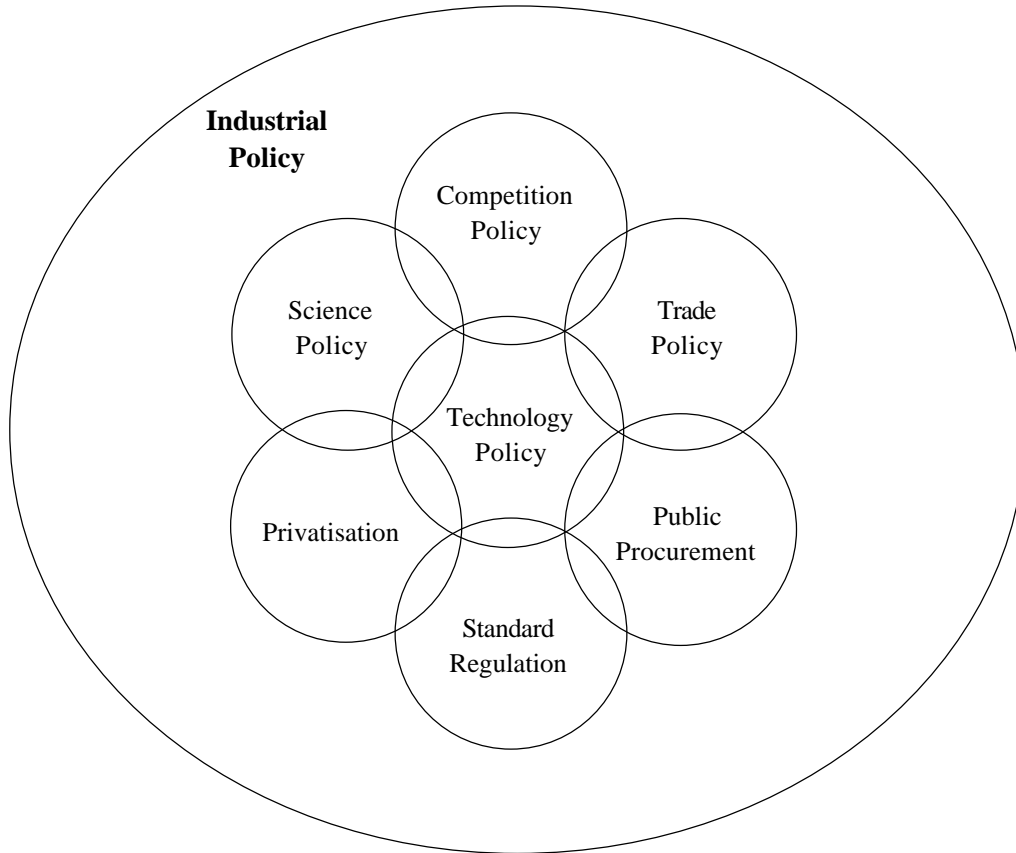 Industrial
Policy
Competition
Policy
Science
Policy
Trade
Policy
Technology
Policy
Privatisation
Public
Procurement
Standard
Regulation